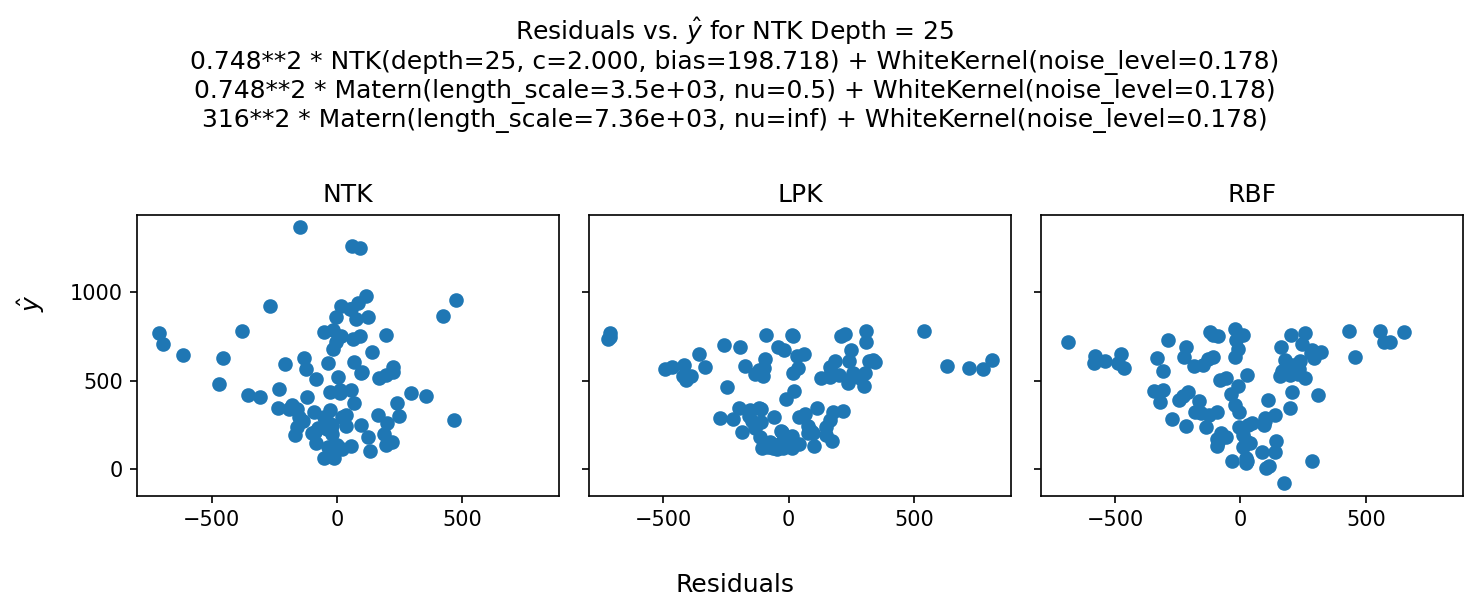 Residuals vs. ŷ for NTK Depth = 25
0.748**2 * NTK(depth=25, c=2.000, bias=198.718) + WhiteKernel(noise_level=0.178)
0.748**2 * Matern(length_scale=3.5e+03, nu=0.5) + WhiteKernel(noise_level=0.178)
316**2 * Matern(length_scale=7.36e+03, nu=inf) + WhiteKernel(noise_level=0.178)
NTK
LPK
RBF
ŷ
1000
500
0
−500 0 500
−500 0 500
−500 0 500
Residuals